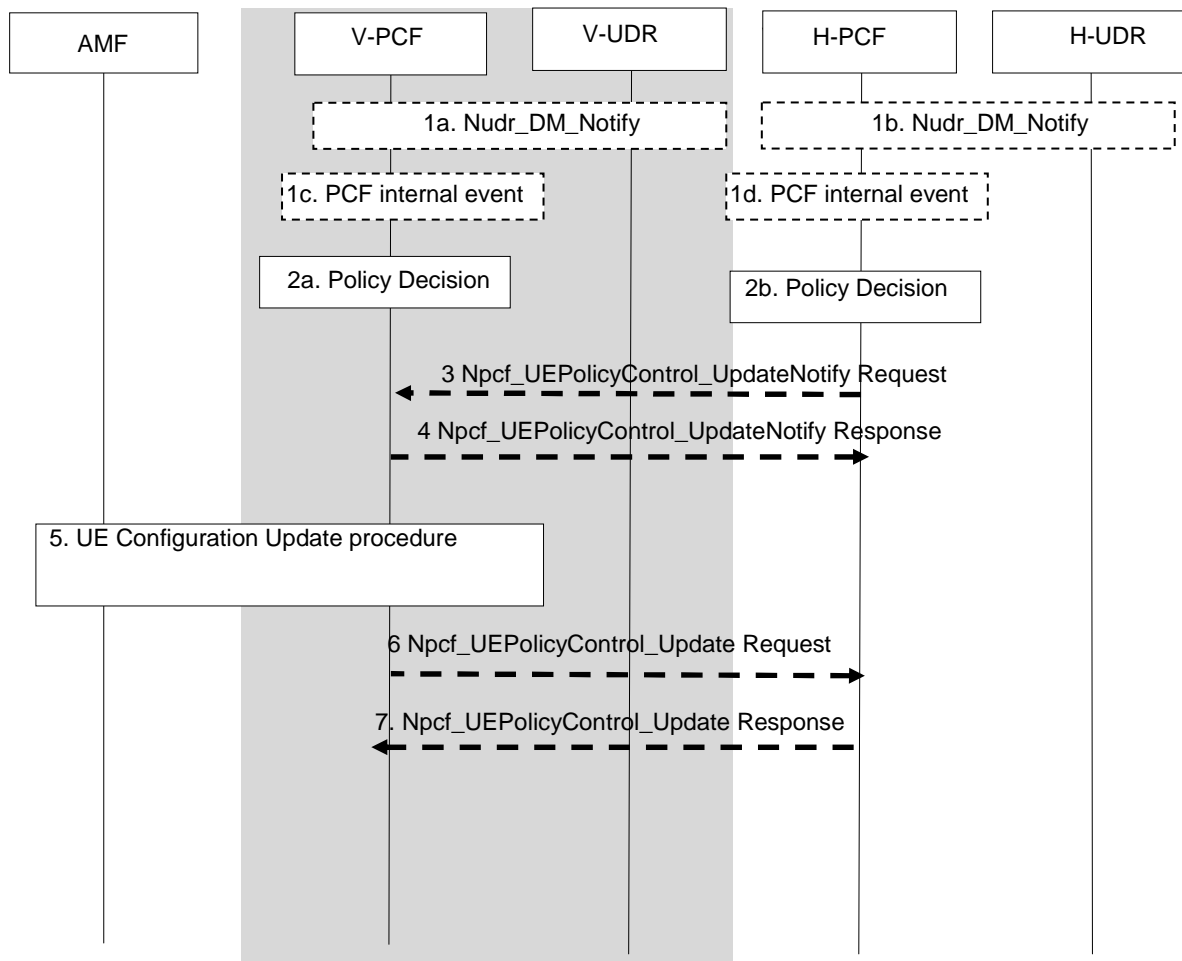 AMF
V-PCF
V-UDR
H-PCF
H-UDR
1a. Nudr_DM_Notify
1b. Nudr_DM_Notify
1c. PCF internal event
1d. PCF internal event
2a. Policy Decision
2b. Policy Decision
3 Npcf_UEPolicyControl_UpdateNotify Request
4 Npcf_UEPolicyControl_UpdateNotify Response
5. UE Configuration Update procedure
6 Npcf_UEPolicyControl_Update Request
7. Npcf_UEPolicyControl_Update Response